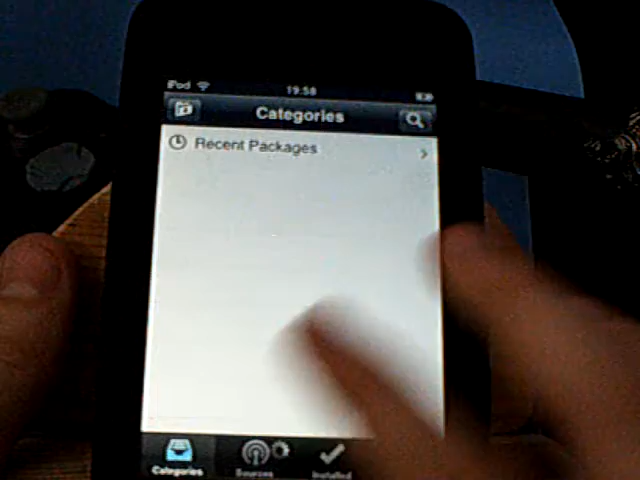 iPod 19:58
Categories
Recent Packages
Categories Sources Installed